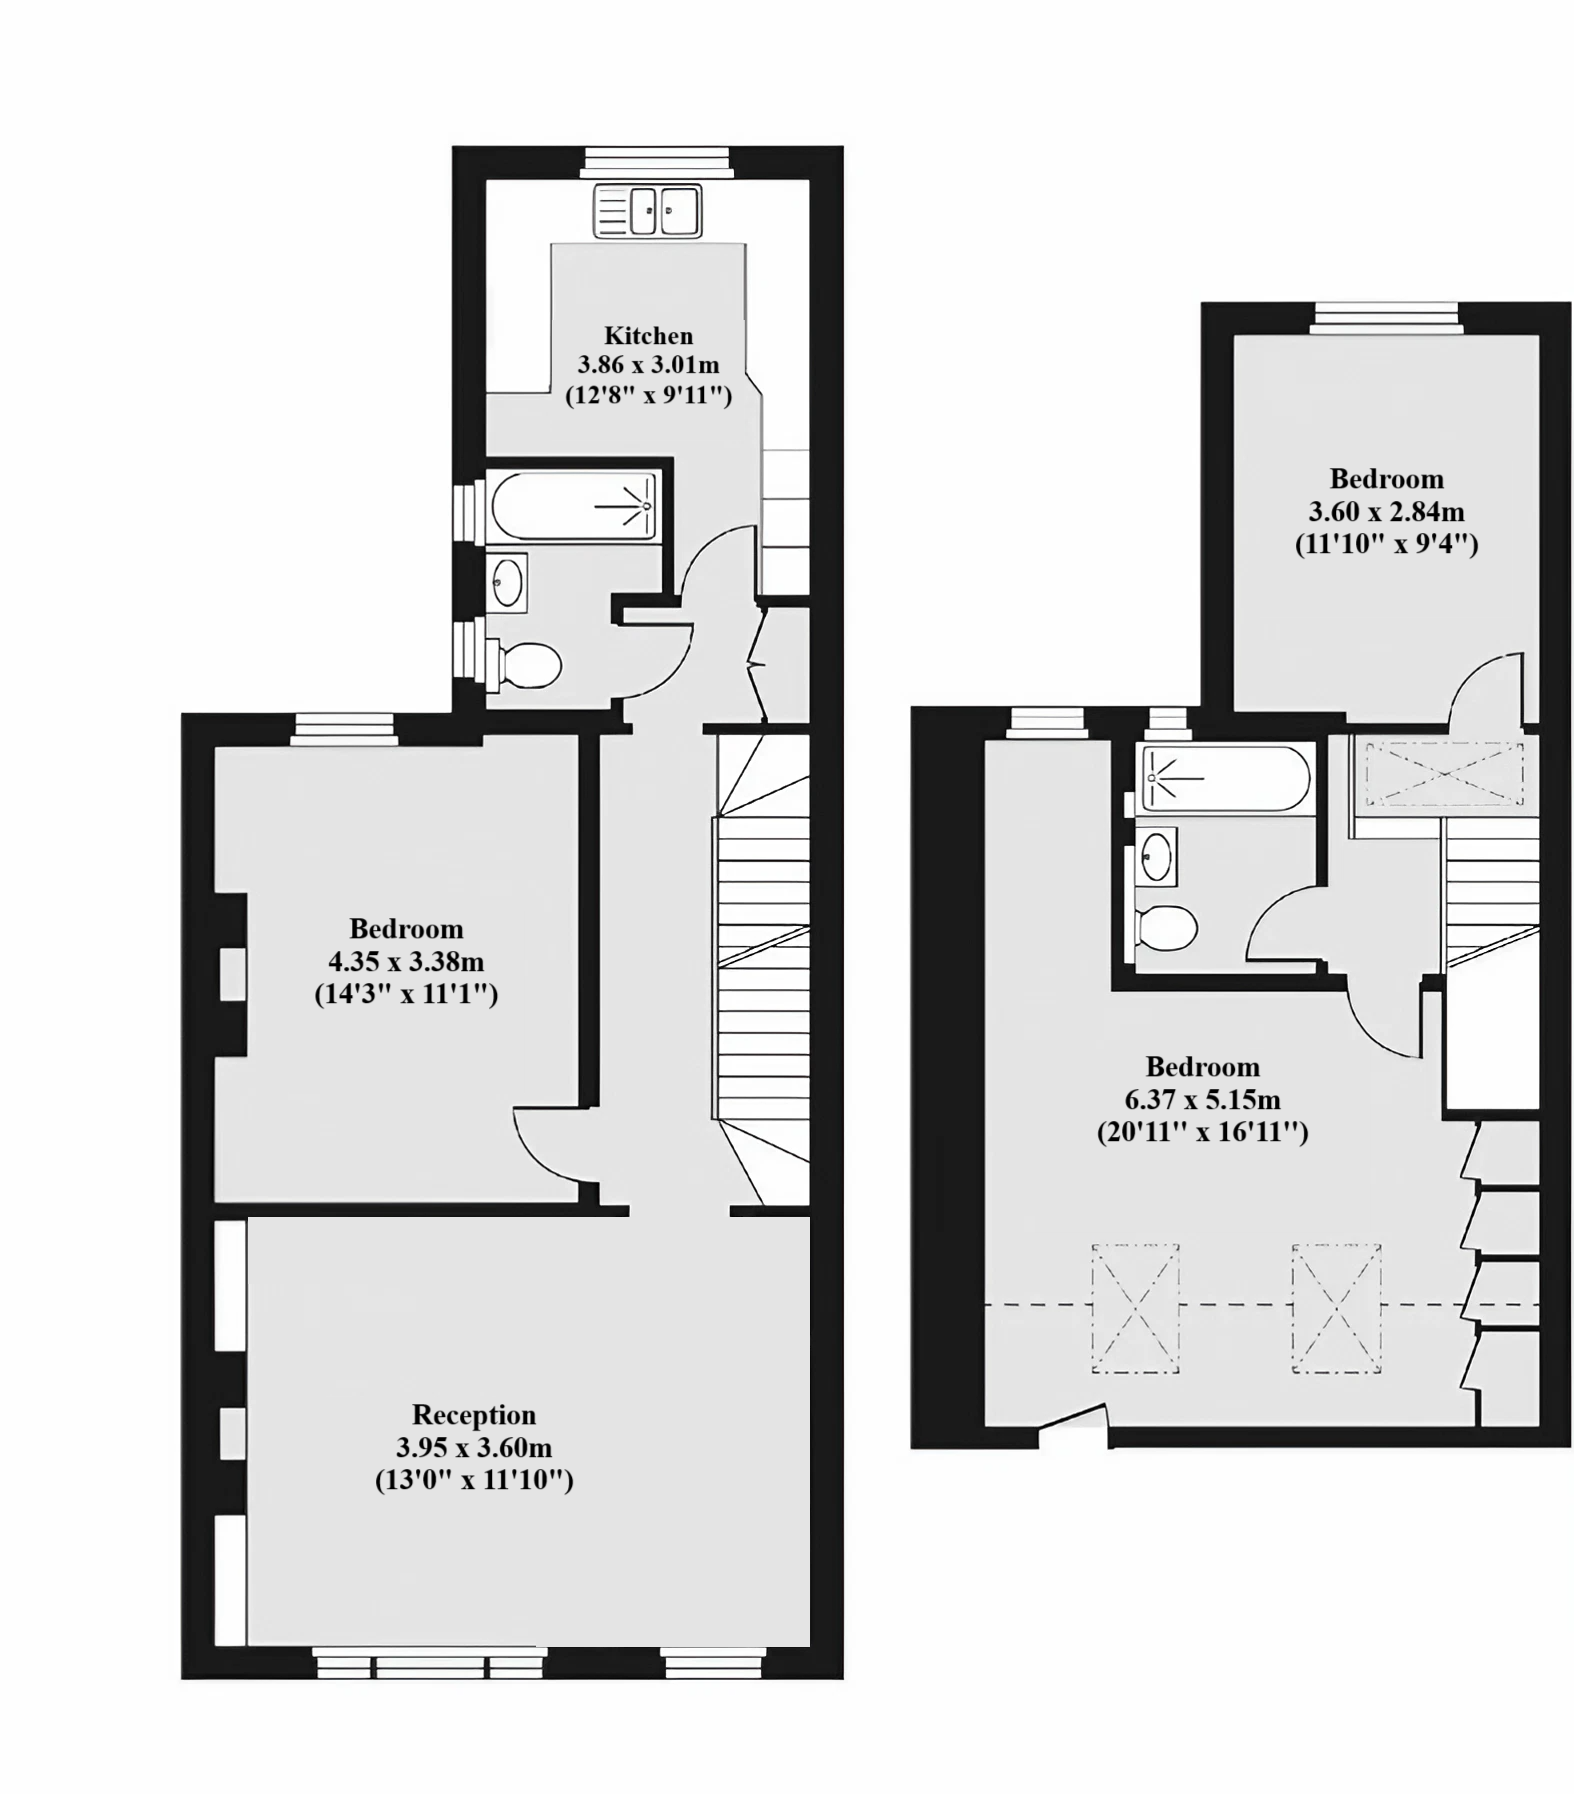 Kitchen
3.86 x 3.01m
(12'8" x 9'11")
Bedroom
3.60 x 2.84m
(11'10" x 9'4")
Bedroom
4.35 x 3.38m
(14'3" x 11'1")
Bedroom
6.37 x 5.15m
(20'11" x 16'11")
Reception
3.95 x 3.60m
(13'0" x 11'10")